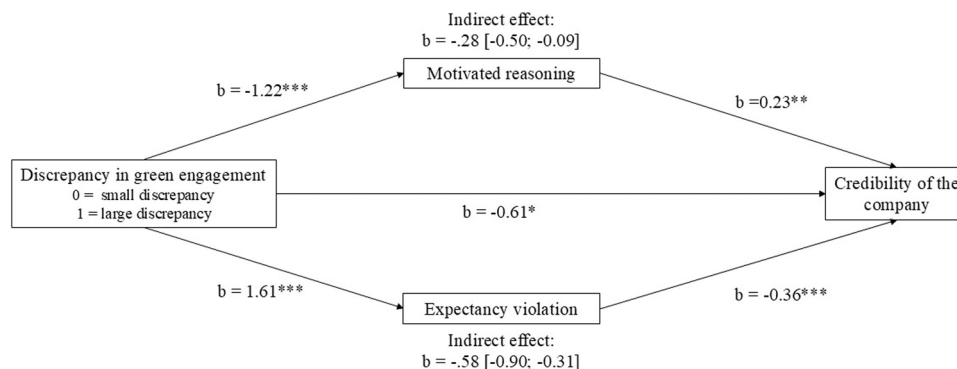 Indirect effect:
b = -.28 [-0.50; -0.09]
Motivated reasoning
b = -1.22***
b =0.23**
Discrepancy in green engagement
0 = small discrepancy
1 = large discrepancy
Credibility of the
company
b = -0.61*
b = 1.61***
Expectancy violation
b = -0.36***
Indirect effect:
b = -.58 [-0.90; -0.31]